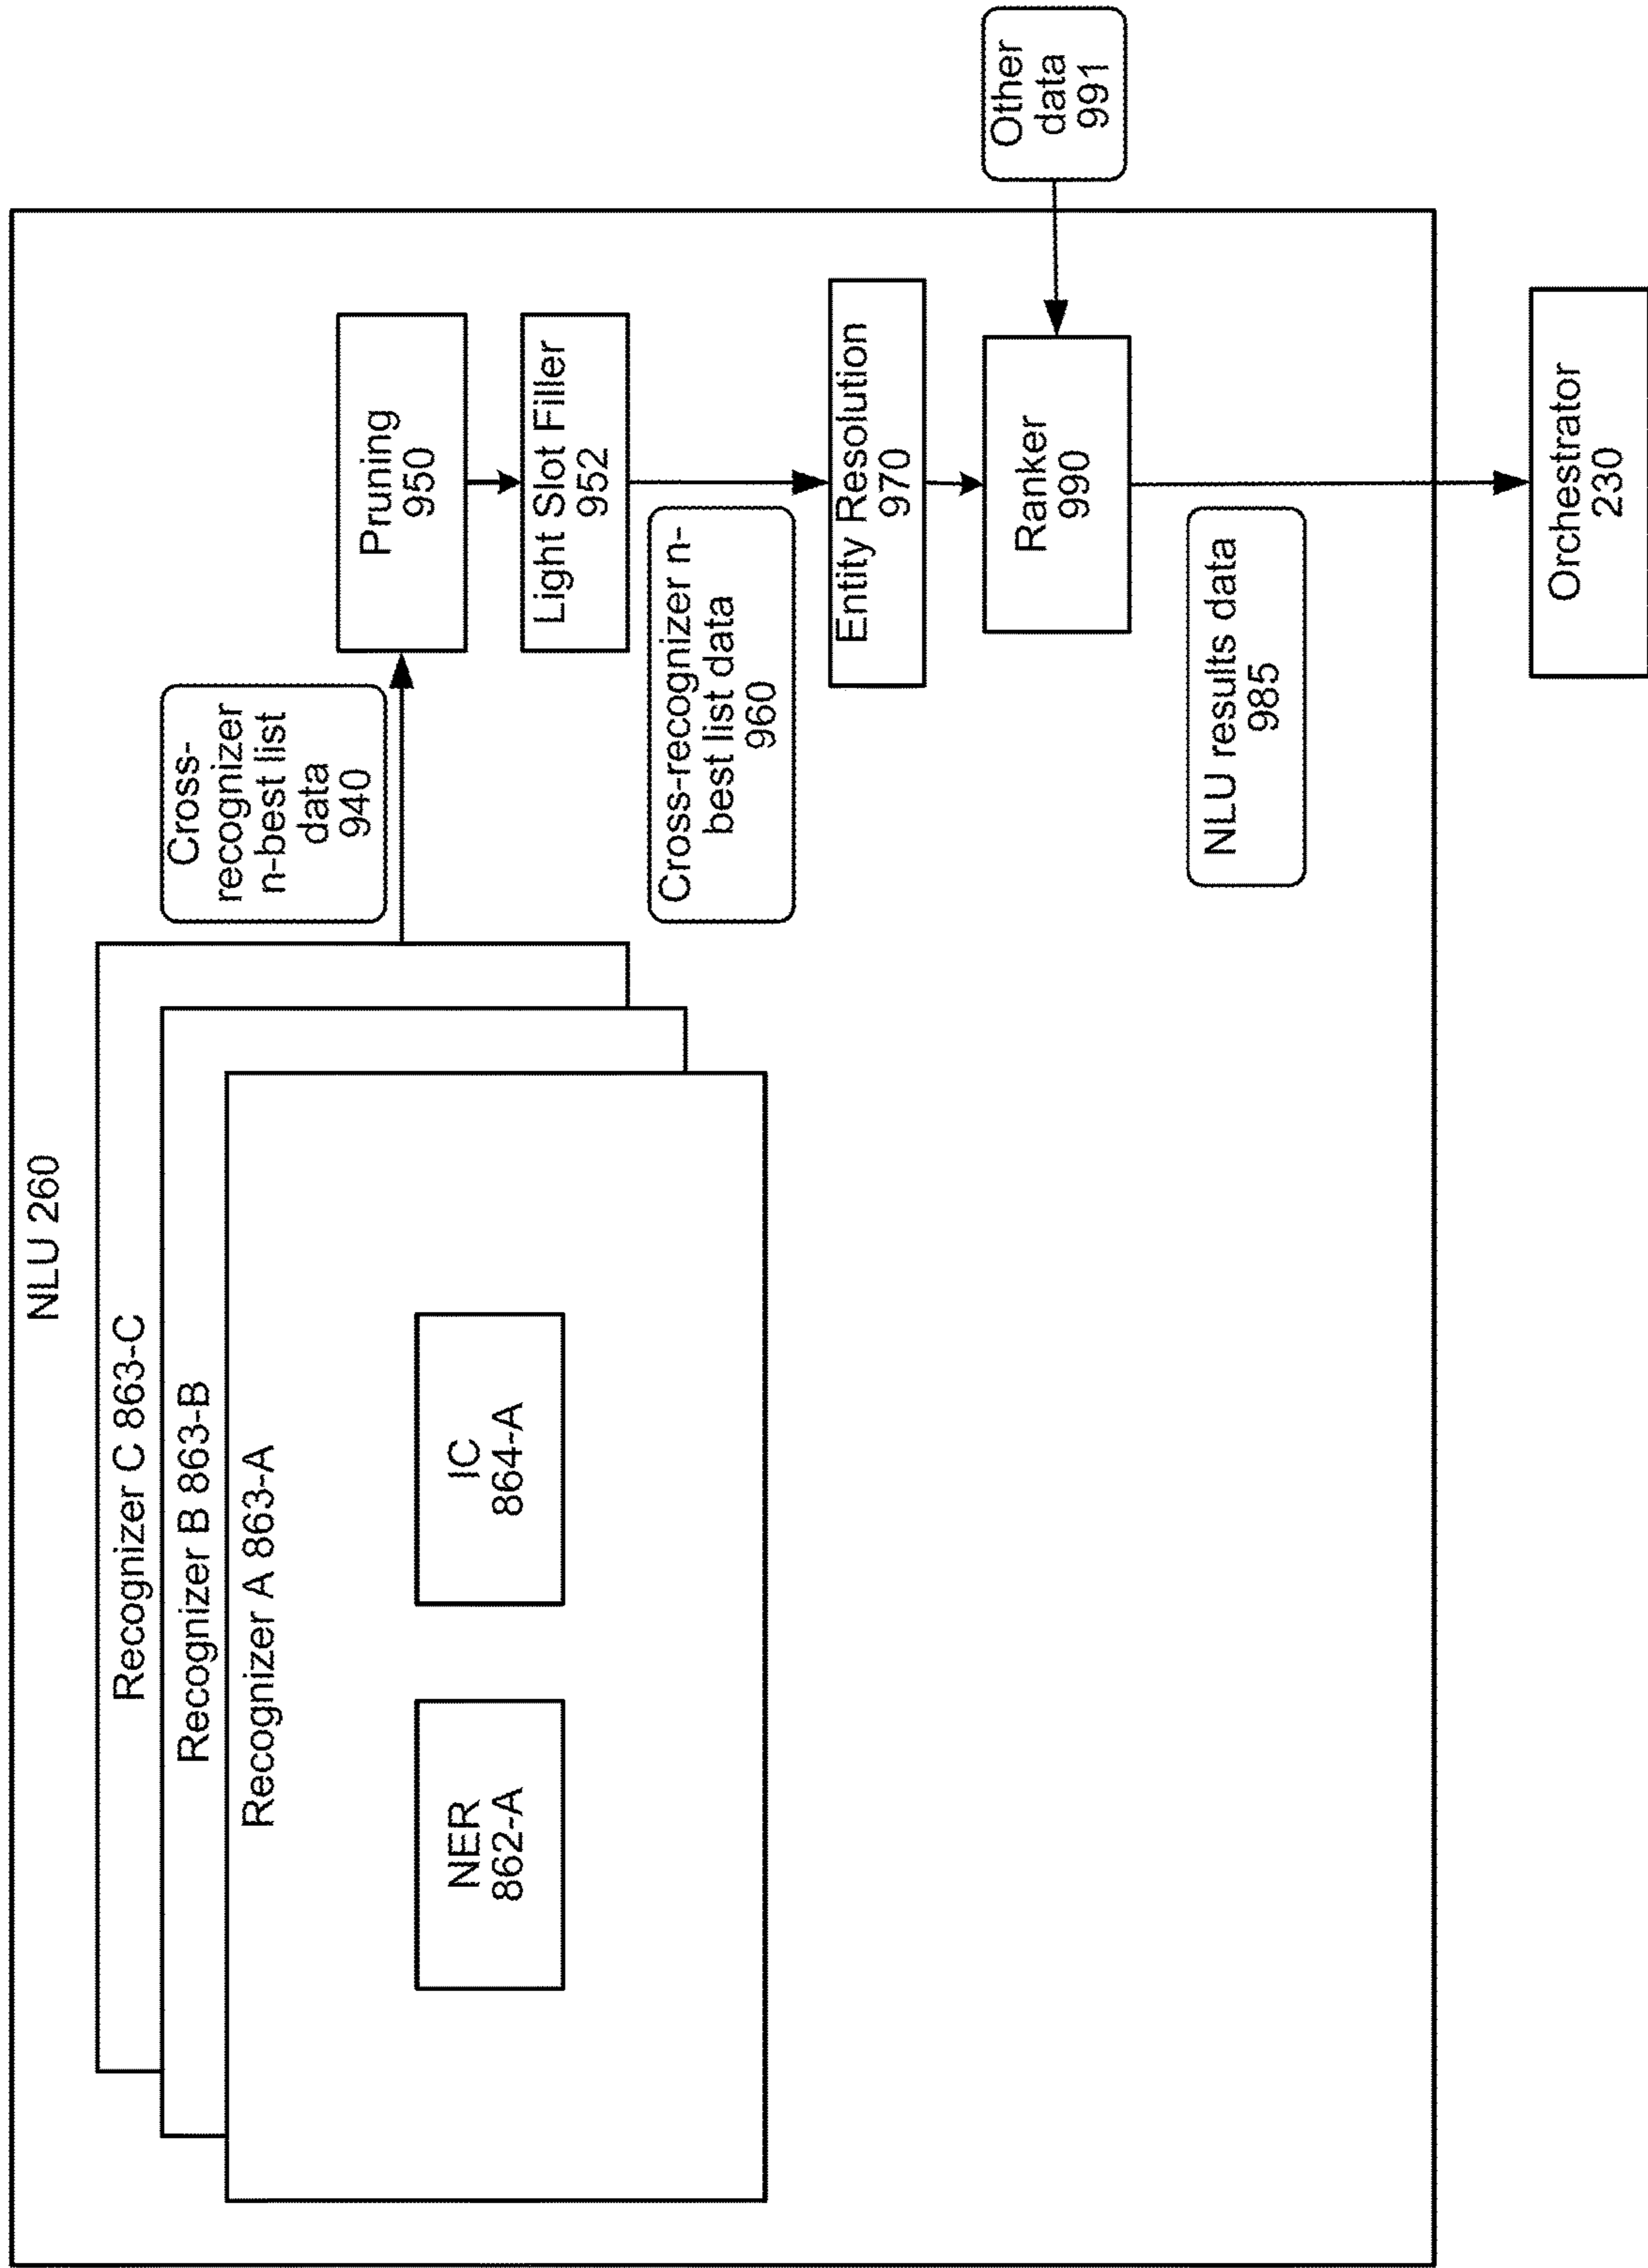 NLU 260
Recognizer C 863-C
Recognizer B 863-B
Recognizer A 863-A
NER
862-A
IC
864-A
Cross-
recognizer
n-best list
data
940
Pruning
950
Light Slot Filler
952
Cross-recognizer n-
best list data
960
Entity Resolution
970
Ranker
990
Other
data
991
NLU results data
985
Orchestrator
230